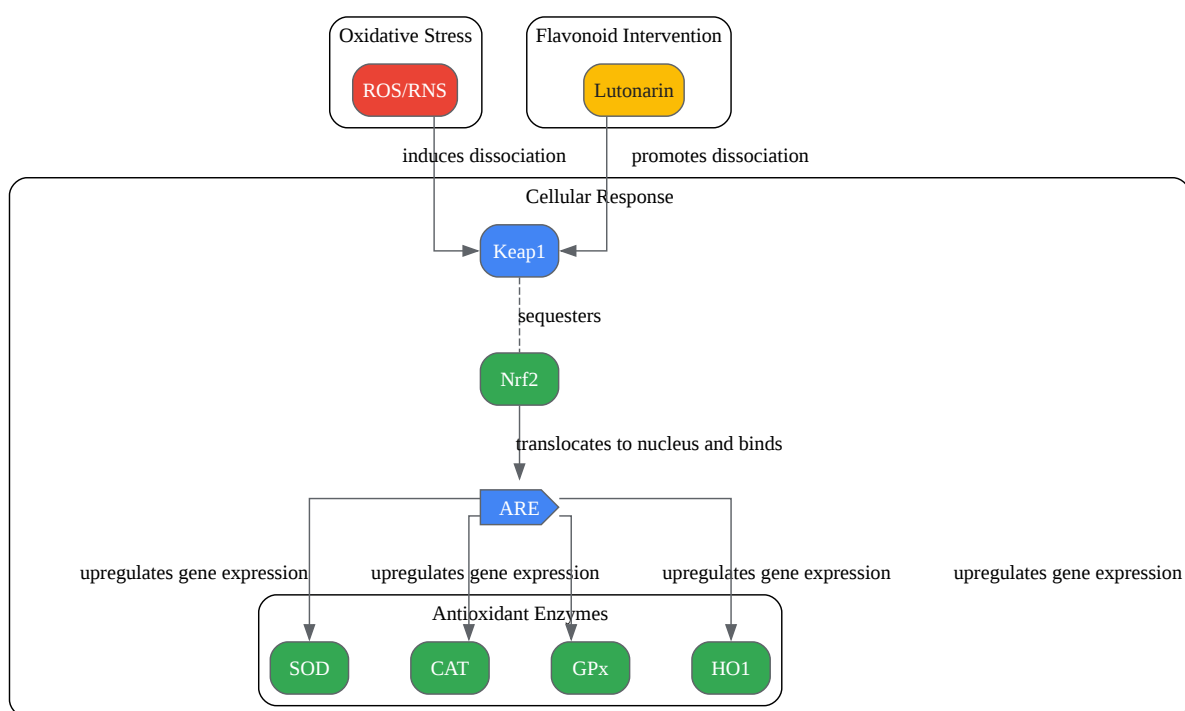 Oxidative Stress
Flavonoid Intervention
ROS/RNS
Lutonarin
induces dissociation
promotes dissociation
Cellular Response
Keap1
sequesters
Nrf2
translocates to nucleus and binds
ARE
upregulates gene expression
upregulates gene expression
upregulates gene expression
upregulates gene expression
Antioxidant Enzymes
SOD
CAT
GPx
HO1